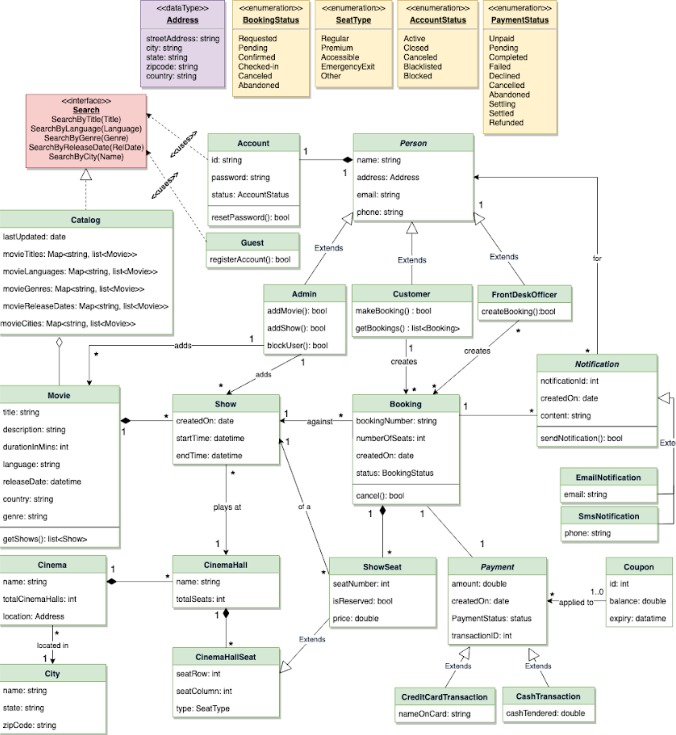 <<dataType>>
Address
streetAddress: string
city: string
state: string
zipcode: string
country: string
<<enumeration>>
BookingStatus
Requested
Pending
Confirmed
Checked-in
Canceled
Abandoned
<<enumeration>>
SeatType
Regular
Premium
Accessible
EmergencyExit
Other
<<enumeration>>
AccountStatus
Active
Closed
Canceled
Blacklisted
Blocked
<<enumeration>>
PaymentStatus
Unpaid
Pending
Completed
Failed
Declined
Cancelled
Abandoned
Settling
Settled
Refunded
<<interface>>
Search
SearchByTitle(Title)
SearchByLanguage(Language)
SearchByGenre(Genre)
SearchByReleaseDate(RelDate)
SearchByCity(Name)
<<uses>>
<<uses>>
Account
id: string
password: string
status: AccountStatus
resetPassword(): bool
1
1
Person
name: string
address: Address
email: string
phone: string
1
Guest
registerAccount(): bool
Catalog
lastUpdated: date
movieTitles: Map<string, list<Movie>>
movieLanguages: Map<string, list<Movie>>
movieGenres: Map<string, list<Movie>>
movieReleaseDates: Map<string, list<Movie>>
movieCities: Map<string, list<Movie>>
Extends
Extends
Extends
for
Admin
addMovie(): bool
addShow(): bool
blockUser(): bool
Customer
makeBooking() : bool
getBookings() : list<Booking>
FrontDeskOfficer
createBooking():bool
1
adds
*
1
adds
*
1
creates
*
*
creates
*
*
Notification
notificationId: int
createdOn: date
content: string
sendNotification(): bool
Exte
Movie
title: string
description: string
durationInMins: int
language: string
releaseDate: datetime
country: string
genre: string
getShows(): list<Show>
1
*
Show
createdOn: date
startTime: datetime
endTime: datetime
1
against
*
Booking
bookingNumber: string
numberOfSeats: int
createdOn: date
status: BookingStatus
cancel(): bool
1
*
EmailNotification
email: string
SmsNotification
phone: string
*
plays at
1
1
of a
*
1
*
1
1
Cinema
name: string
totalCinemaHalls: int
location: Address
1
*
CinemaHall
name: string
totalSeats: int
1
*
ShowSeat
seatNumber: int
isReserved: bool
price: double
Payment
amount: double
createdOn: date
PaymentStatus: status
transactionID: int
*
applied to
1..0
Coupon
id: int
balance: double
expiry: datatime
*
located in
1
Extends
CinemaHallSeat
seatRow: int
seatColumn: int
type: SeatType
City
name: string
state: string
zipCode: string
Extends
Extends
CreditCardTransaction
nameOnCard: string
CashTransaction
cashTendered: double